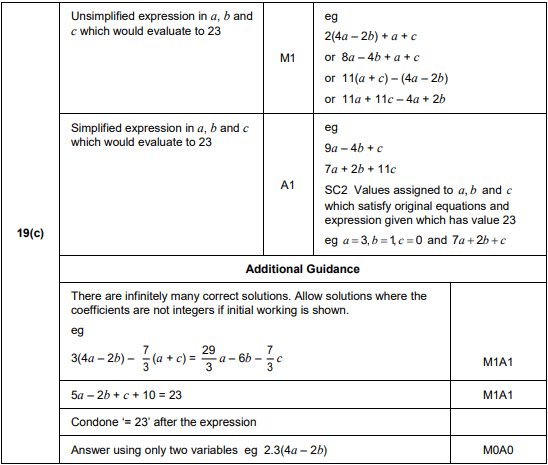 Unsimplified expression in a, b and
c which would evaluate to 23
M1
eg
2(4a – 2b) + a + c
or 8a – 4b + a + c
or 11(a + c) – (4a – 2b)
or 11a + 11c – 4a + 2b
Simplified expression in a, b and c
which would evaluate to 23
A1
eg
9a – 4b + c
7a + 2b + 11c
SC2 Values assigned to a, b and c
which satisfy original equations and
expression given which has value 23
eg a = 3, b = 1, c = 0 and 7a + 2b + c
19(c)
Additional Guidance
There are infinitely many correct solutions. Allow solutions where the
coefficients are not integers if initial working is shown.
eg
3(4a – 2b) – 7/3 (a + c) = 29/3 a – 6b – 7/3 c
M1A1
5a – 2b + c + 10 = 23
M1A1
Condone '= 23' after the expression
Answer using only two variables eg 2.3(4a – 2b)
M0A0